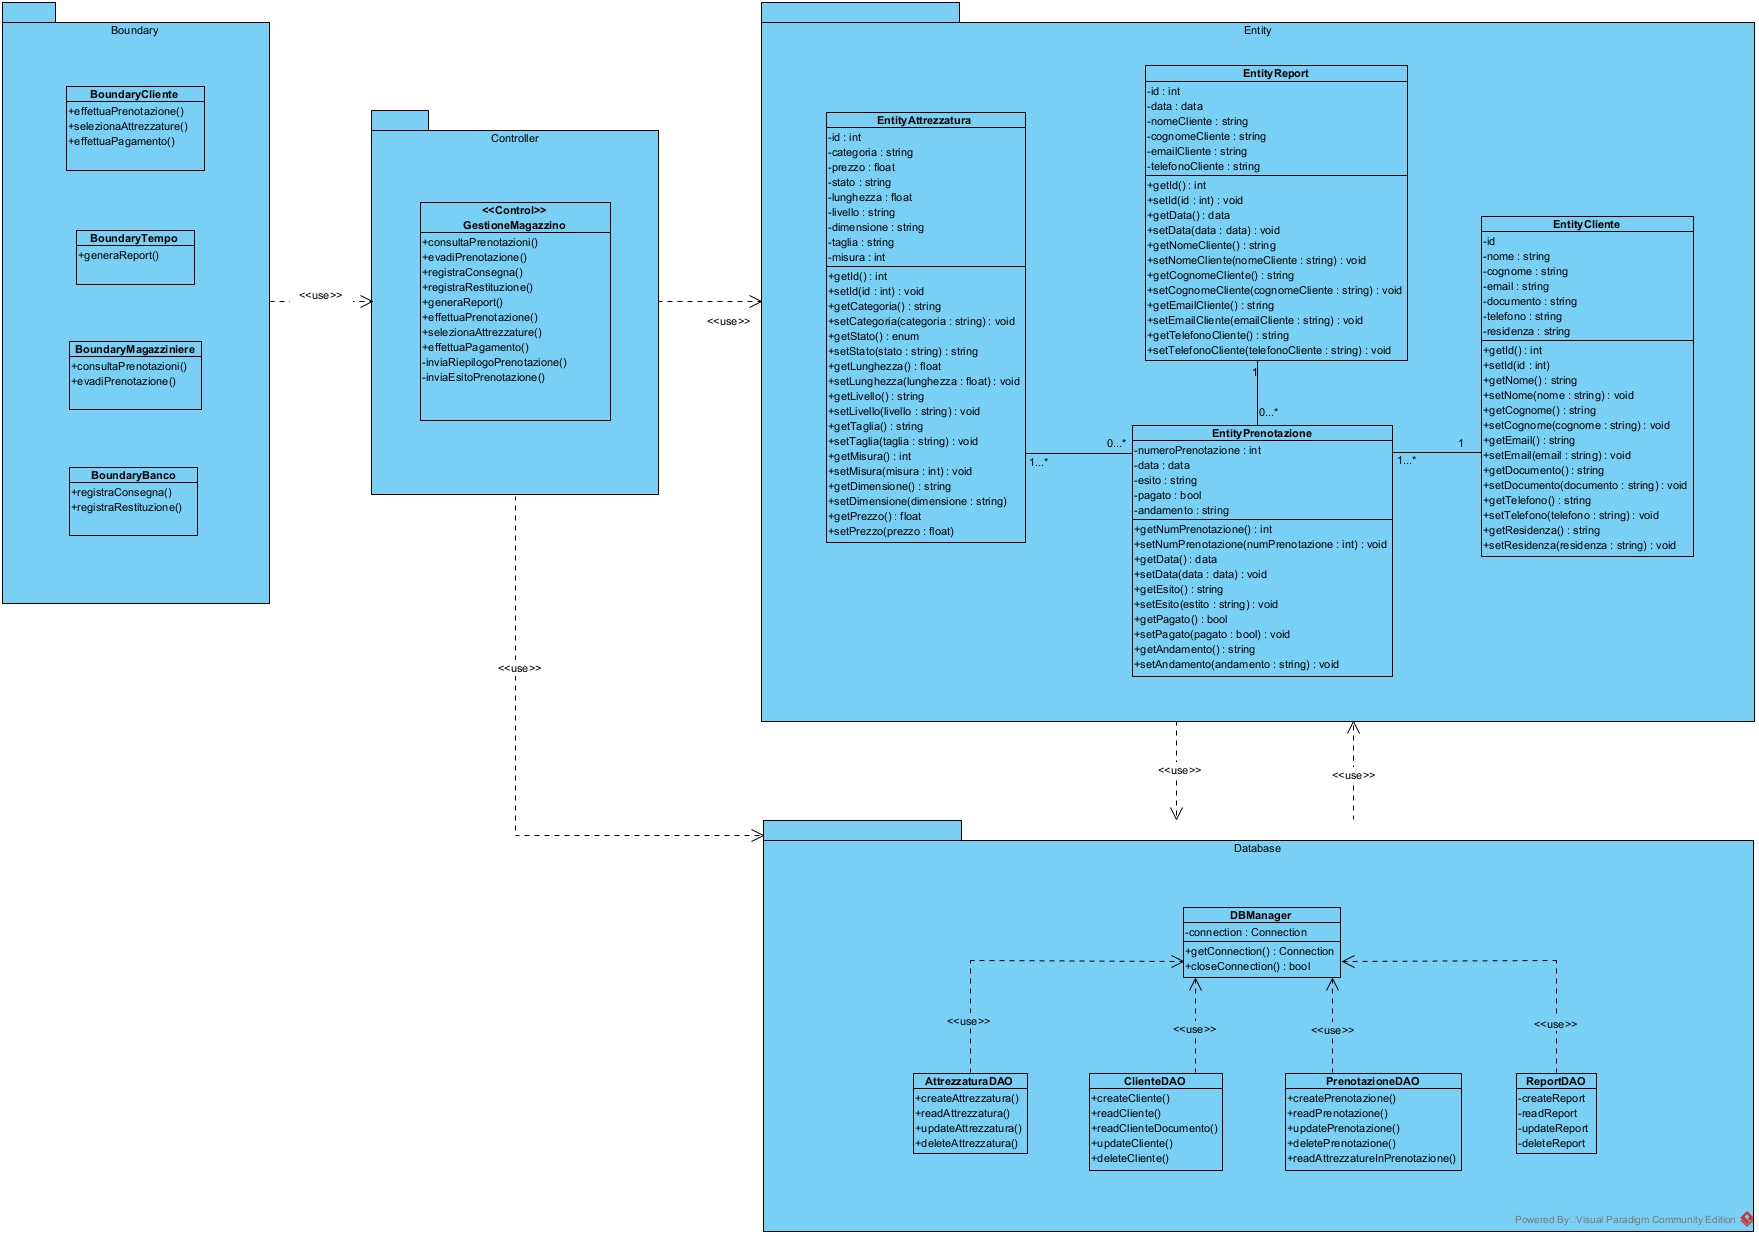 Boundary
BoundaryCliente
+effettuaPrenotazione()
+selezionaAttrezzature()
+effettuaPagamento()
BoundaryTempo
+generaReport()
BoundaryMagazziniere
+consultaPrenotazioni()
+evadiPrenotazione()
BoundaryBanco
+registraConsegna()
+registraRestituzione()
<<use>>
Controller
<<Control>>
GestioneMagazzino
+consultaPrenotazioni()
+evadiPrenotazione()
+registraConsegna()
+registraRestituzione()
+generaReport()
+effettuaPrenotazione()
+selezionaAttrezzature()
+effettuaPagamento()
-inviaRiepilogoPrenotazione()
-inviaEsitoPrenotazione()
<<use>>
<<use>>
Entity
EntityAttrezzatura
-id : int
-categoria : string
-prezzo : float
-stato : string
-lunghezza : float
-livello : string
-dimensione : string
-taglia : string
-misura : int
+getId() : int
+setId(id : int) : void
+getCategoria() : string
+setCategoria(categoria : string) : void
+getStato() : enum
+setStato(stato : string) : string
+getLunghezza() : float
+setLunghezza(lunghezza : float) : void
+getLivello() : string
+setLivello(livello : string) : void
+getTaglia() : string
+setTaglia(taglia : string) : void
+getMisura() : int
+setMisura(misura : int) : void
+getDimensione() : string
+setDimensione(dimensione : string)
+getPrezzo() : float
+setPrezzo(prezzo : float)
EntityReport
-id : int
-data : data
-nomeCliente : string
-cognomeCliente : string
-emailCliente : string
-telefonoCliente : string
+getId() : int
+setId(id : int) : void
+getData() : data
+setData(data : data) : void
+getNomeCliente() : string
+setNomeCliente(nomeCliente : string) : void
+getCognomeCliente() : string
+setCognomeCliente(cognomeCliente : string) : void
+getEmailCliente() : string
+setEmailCliente(emailCliente : string) : void
+getTelefonoCliente() : string
+setTelefonoCliente(telefonoCliente : string) : void
1
0...*
EntityCliente
-id
-nome : string
-cognome : string
-email : string
-documento : string
-telefono : string
-residenza : string
+getId() : int
+setId(id : int)
+getNome() : string
+setNome(nome : string) : void
+getCognome() : string
+setCognome(cognome : string) : void
+getEmail() : string
+setEmail(email : string) : void
+getDocumento() : string
+setDocumento(documento : string) : void
+getTelefono() : string
+setTelefono(telefono : string) : void
+getResidenza() : string
+setResidenza(residenza : string) : void
0...*
1...*
1
1...*
EntityPrenotazione
-numeroPrenotazione : int
-data : data
-esito : string
-pagato : bool
-andamento : string
+getNumPrenotazione() : int
+setNumPrenotazione(numPrenotazione : int) : void
+getData() : data
+setData(data : data) : void
+getEsito() : string
+setEsito(estito : string) : void
+getPagato() : bool
+setPagato(pagato : bool) : void
+getAndamento() : string
+setAndamento(andamento : string) : void
<<use>>
<<use>>
Database
DBManager
-connection : Connection
+getConnection() : Connection
+closeConnection() : bool
<<use>>
<<use>>
<<use>>
<<use>>
AttrezzaturaDAO
+createAttrezzatura()
+readAttrezzatura()
+updateAttrezzatura()
+deleteAttrezzatura()
ClienteDAO
+createCliente()
+readCliente()
+readClienteDocumento()
+updateCliente()
+deleteCliente()
PrenotazioneDAO
+createPrenotazione()
+readPrenotazione()
+updatePrenotazione()
+deletePrenotazione()
+readAttrezzatureInPrenotazione()
ReportDAO
-createReport
-readReport
-updateReport
-deleteReport
Powered By Visual Paradigm Community Edition